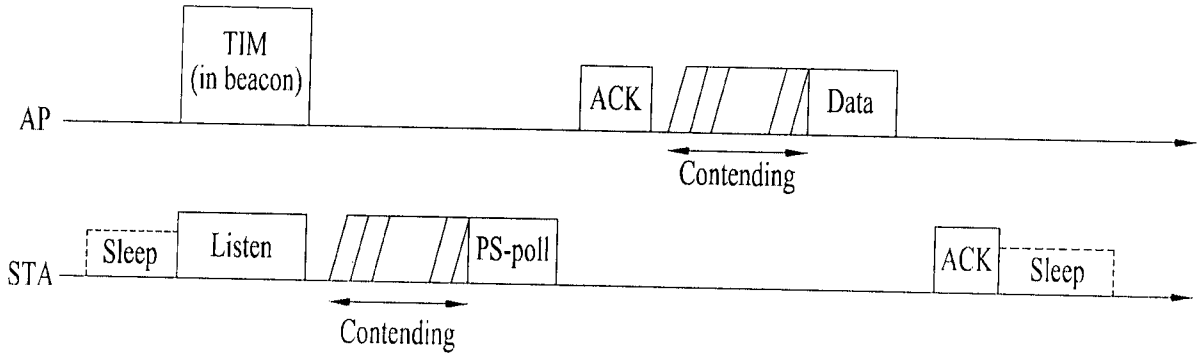 TIM
(in beacon)
AP
ACK
Data
Contending
STA
Sleep
Listen
PS-poll
ACK
Sleep
Contending